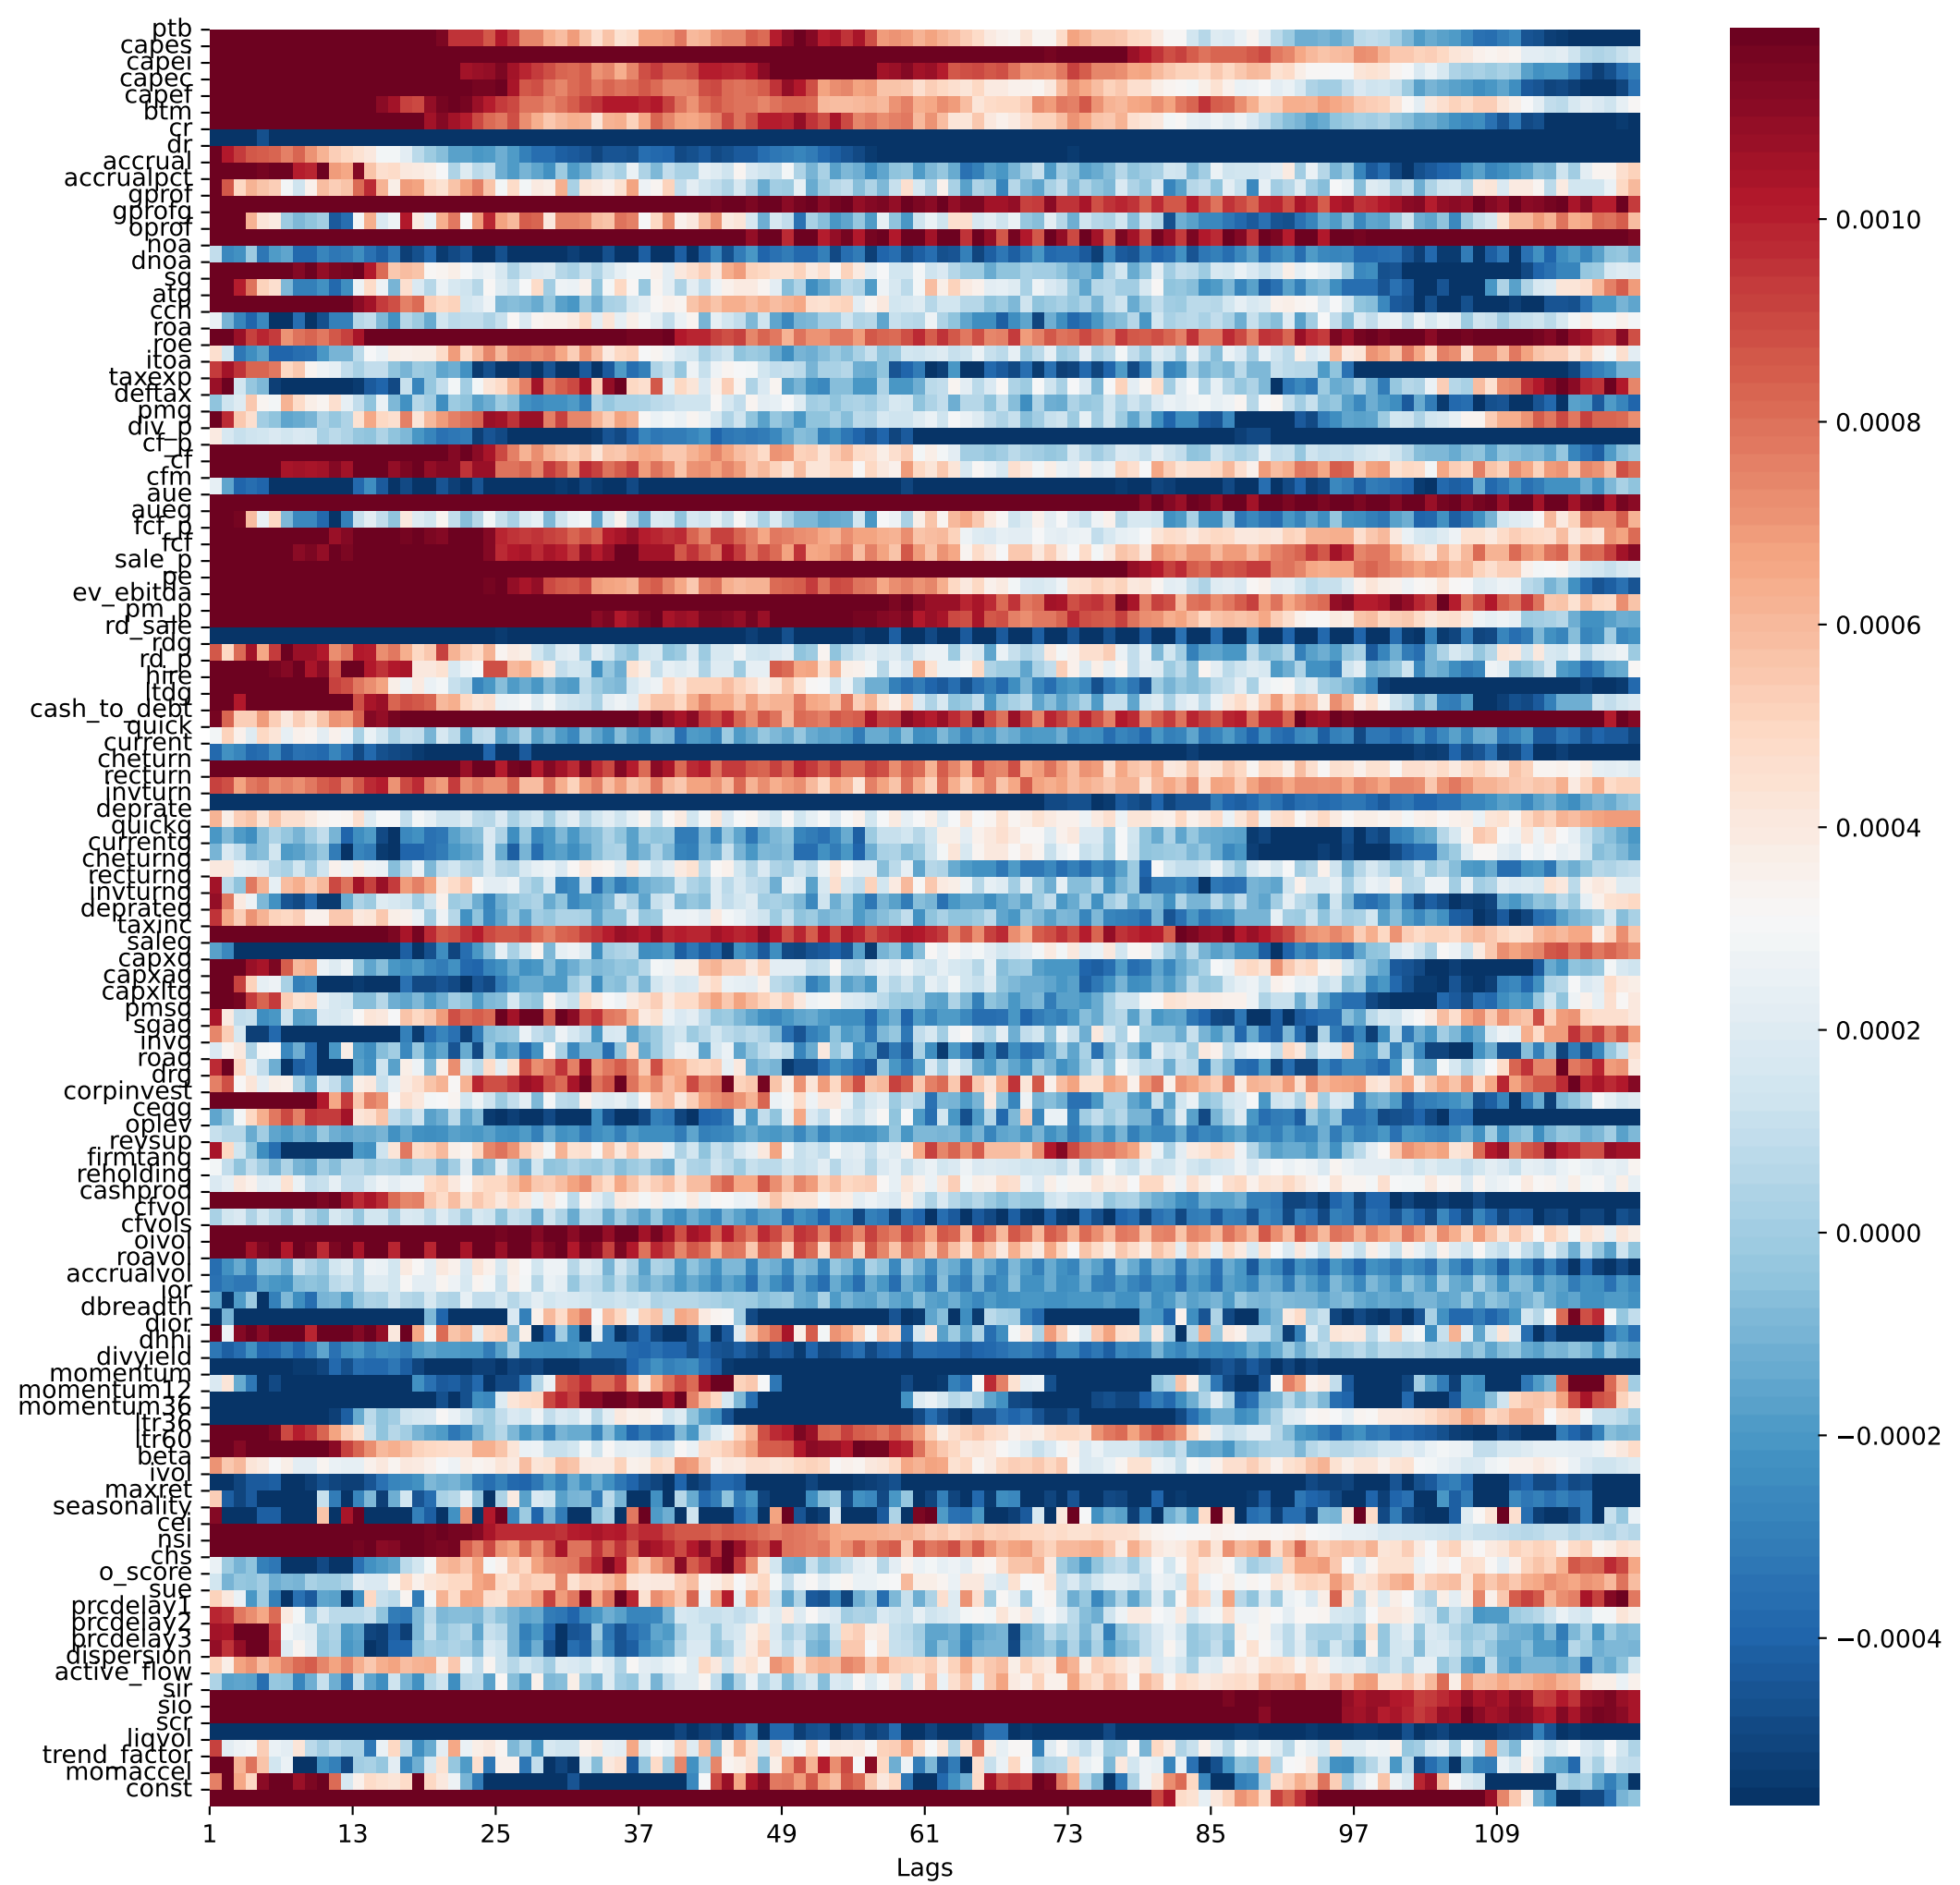 ptb
capes
capei
capec
capef
btm
cr
dr
accrual
accrualpct
gprof
gprofg
oprof
noa
dnoa
sg
atg
cch
roa
roe
itoa
taxexp
deftax
pmg
div_p
cf_p
cf
cfm
aue
aueg
fcf_p
fcf
sale_p
pe
ev_ebitda
pm_p
rd_sale
rdg
rd_p
hire
ltdg
cash_to_debt
quick
current
cheturn
recturn
invturn
deprate
quickg
currentg
cheturng
recturng
invturng
deprateg
taxinc
saleg
capxg
capxag
capxltg
pmsg
sgag
invg
roag
drg
corpinvest
ceqg
oplev
revsup
firmtang
reholding
cashprod
cfvol
cfvols
oivol
roavol
accrualvol
ior
dbreadth
dior
dhhi
divyield
momentum
momentum12
momentum36
ltr36
ltr60
beta
ivol
maxret
seasonality
cei
nsi
chs
o_score
sue
prcdelay1
prcdelay2
prcdelay3
dispersion
active_flow
sir
sio
scr
liqvol
trend_factor
momaccel
const
1 13 25 37 49 61 73 85 97 109
Lags
0.0010
0.0008
0.0006
0.0004
0.0002
0.0000
−0.0002
−0.0004